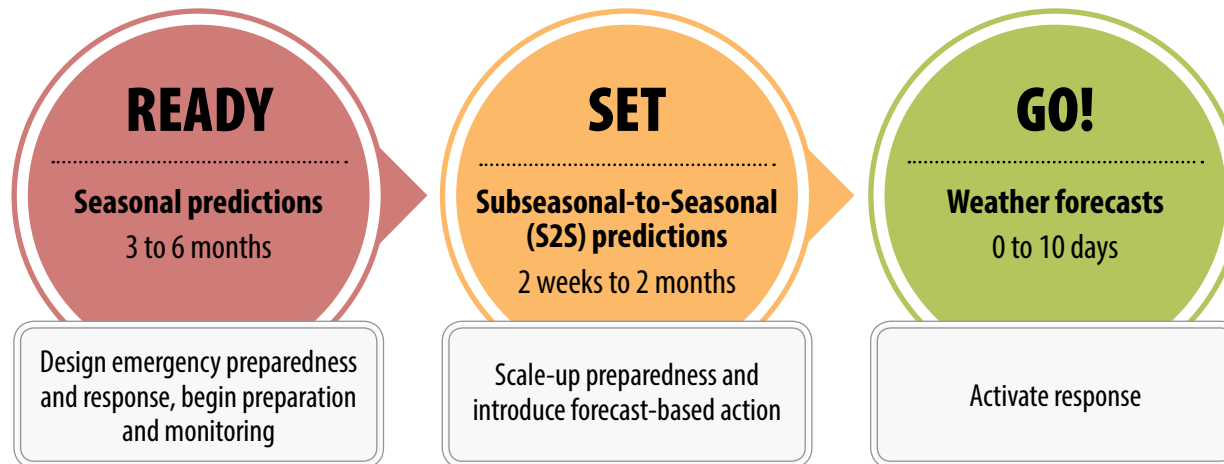 READY
Seasonal predictions
3 to 6 months
Design emergency preparedness
and response, begin preparation
and monitoring
SET
Subseasonal-to-Seasonal
(S2S) predictions
2 weeks to 2 months
Scale-up preparedness and
introduce forecast-based action
GO!
Weather forecasts
0 to 10 days
Activate response